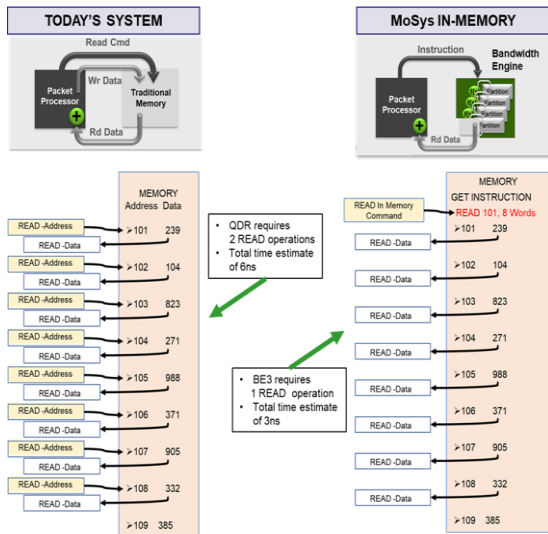 TODAY'S SYSTEM
Read Cmd
Wr Data
Packet
Processor
Traditional
Memory
Rd Data
MoSys IN-MEMORY
Instruction
Bandwidth
Engine
Packet
Processor
Partition
Partition
Partition
Partition
Rd Data
MEMORY
Address Data
READ -Address
➢101 239
READ -Data
READ -Address
➢102 104
READ -Data
READ -Address
➢103 823
READ -Data
READ -Address
➢104 271
READ -Data
READ -Address
➢105 988
READ -Data
READ -Address
➢106 371
READ -Data
READ -Address
➢107 905
READ -Data
READ -Address
➢108 332
READ -Data
➢109 385
• QDR requires
2 READ operations
• Total time estimate
of 6ns
• BE3 requires
1 READ operation
• Total time estimate
of 3ns
MEMORY
GET INSTRUCTION
READ In Memory
Command
READ 101, 8 Words
➢101 239
READ -Data
➢102 104
READ -Data
➢103 823
READ -Data
➢104 271
READ -Data
➢105 988
READ -Data
➢106 371
READ -Data
➢107 905
READ -Data
➢108 332
READ -Data
➢109 385